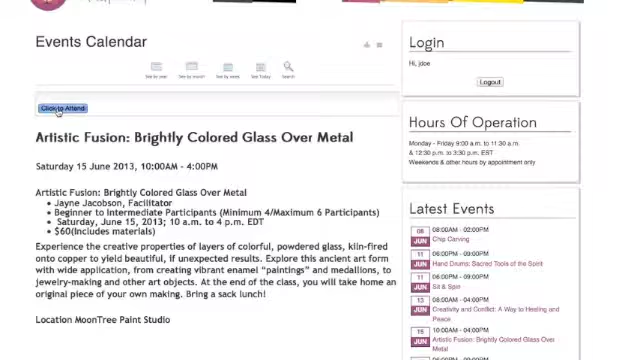 Events Calendar
See by year
See by month
See by week
See Today
Search
Click to Attend
Artistic Fusion: Brightly Colored Glass Over Metal
Saturday 15 June 2013, 10:00AM - 4:00PM
Artistic Fusion: Brightly Colored Glass Over Metal
Jayne Jacobson, Facilitator
Beginner to Intermediate Participants (Minimum 4/Maximum 6 Participants)
Saturday, June 15, 2013; 10 a.m. to 4 p.m. EDT
$60(Includes materials)
Experience the creative properties of layers of colorful, powdered glass, kiln-fired
onto copper to yield beautiful, if unexpected results. Explore this ancient art form
with wide application, from creating vibrant enamel “paintings” and medallions, to
jewelry-making and other art objects. At the end of the class, you will take home an
original piece of your own making. Bring a sack lunch!
Location MoonTree Paint Studio
Login
Hi, jdoe
Logout
Hours Of Operation
Monday - Friday 9:00 a.m. to 11:30 a.m.
& 12:30 p.m. to 3:30 p.m. EST
Weekends & other hours by appointment only
Latest Events
08 JUN 08:00AM - 02:00PM
Chip Carving
11 JUN 06:00PM - 09:00PM
Hand Drums: Sacred Tools of the Spirit
11 JUN 06:00PM - 09:00PM
Sit & Spin
13 JUN 03:00AM - 04:00PM
Creativity and Conflict: A Way to Healing and
Peace
15 JUN 10:00AM - 04:00PM
Artistic Fusion: Brightly Colored Glass Over
Metal